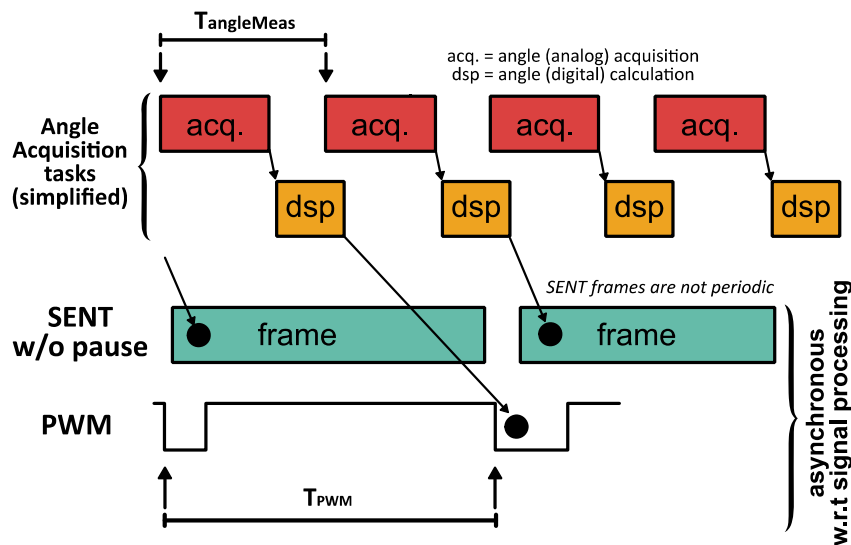 TangleMeas
acq. = angle (analog) acquisition
dsp = angle (digital) calculation
Angle
Acquisition
tasks
(simplified)
acq.
acq.
acq.
acq.
dsp
dsp
dsp
dsp
SENT frames are not periodic
SENT
w/o pause
frame
frame
PWM
TPWM
asynchronous
w.r.t signal processing